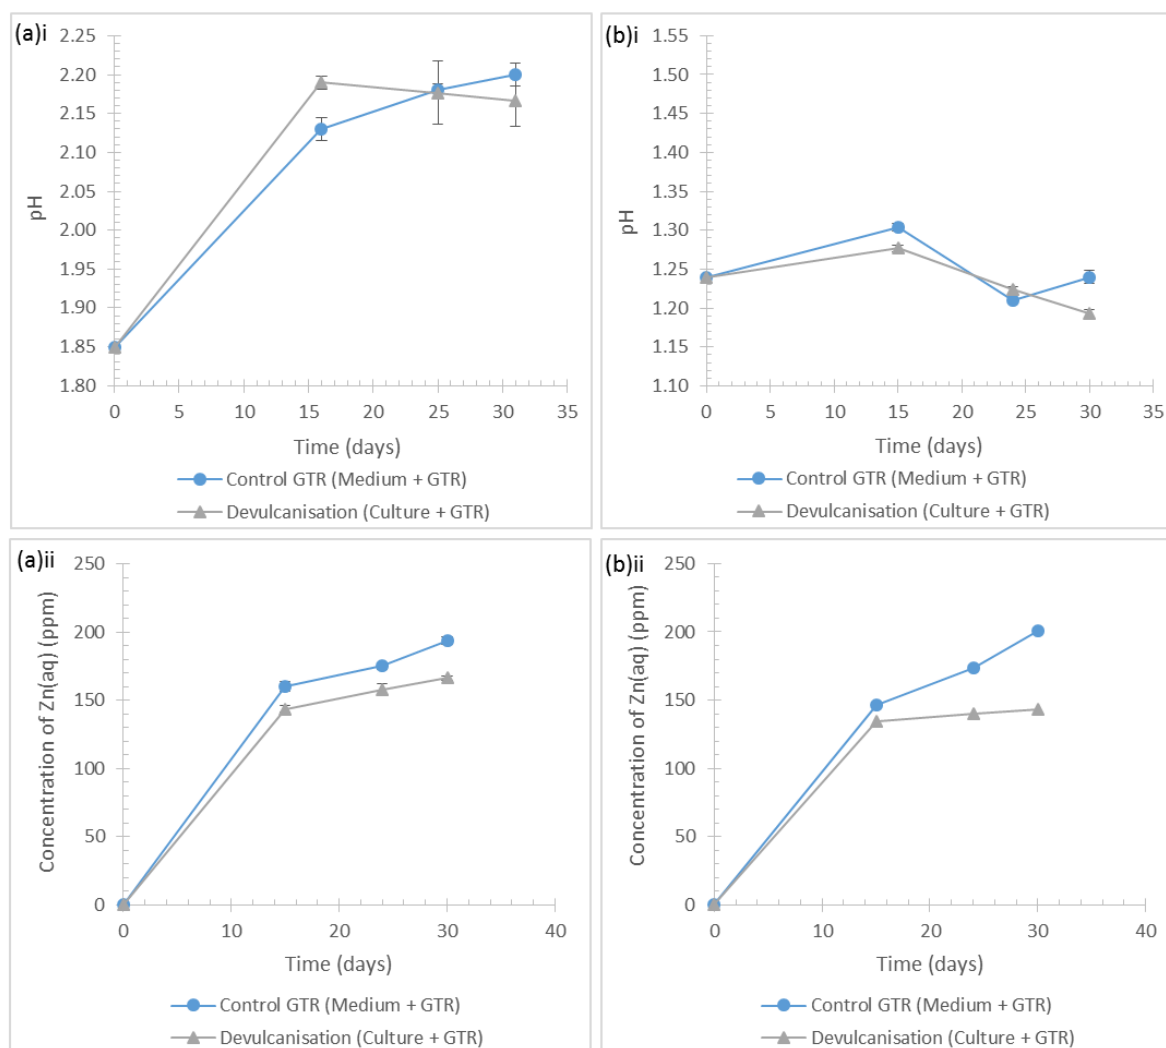 (a)i
2.25
2.20
2.15
2.10
2.05
2.00
1.95
1.90
1.85
1.80
pH
0 5 10 15 20 25 30 35
Time (days)
Control GTR (Medium + GTR)
Devulcanisation (Culture + GTR)
(b)i
1.55
1.50
1.45
1.40
1.35
1.30
1.25
1.20
1.15
1.10
pH
0 5 10 15 20 25 30 35
Time (days)
Control GTR (Medium + GTR)
Devulcanisation (Culture + GTR)
(a)ii
250
200
150
100
50
0
Concentration of Zn(aq) (ppm)
0 10 20 30 40
Time (days)
Control GTR (Medium + GTR)
Devulcanisation (Culture + GTR)
(b)ii
250
200
150
100
50
0
Concentration of Zn(aq) (ppm)
0 10 20 30 40
Time (days)
Control GTR (Medium + GTR)
Devulcanisation (Culture + GTR)